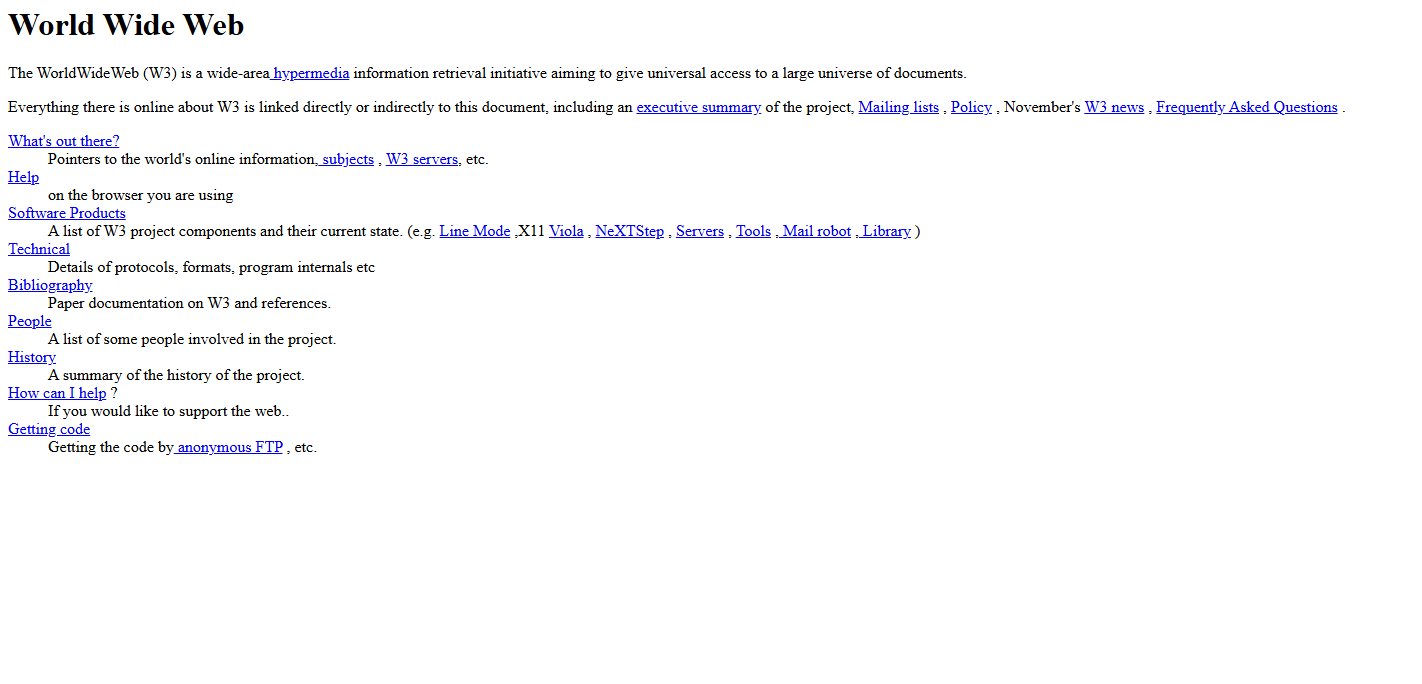 World Wide Web
The WorldWideWeb (W3) is a wide-area hypermedia information retrieval initiative aiming to give universal access to a large universe of documents.
Everything there is online about W3 is linked directly or indirectly to this document, including an executive summary of the project, Mailing lists , Policy , November's W3 news , Frequently Asked Questions .
What's out there?
Pointers to the world's online information, subjects , W3 servers, etc.
Help
on the browser you are using
Software Products
A list of W3 project components and their current state. (e.g. Line Mode ,X11 Viola , NeXTStep , Servers , Tools , Mail robot , Library )
Technical
Details of protocols, formats, program internals etc
Bibliography
Paper documentation on W3 and references.
People
A list of some people involved in the project.
History
A summary of the history of the project.
How can I help ?
If you would like to support the web..
Getting code
Getting the code by anonymous FTP , etc.